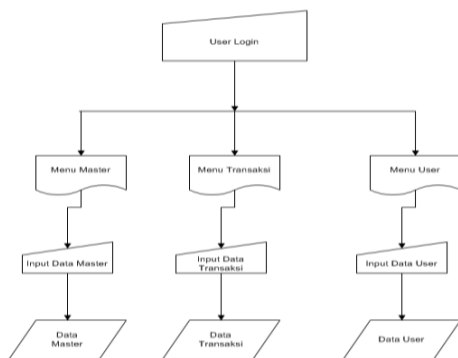 User Login
Menu Master
Menu Transaksi
Menu User
Input Data Master
Input Data
Transaksi
Input Data User
Data
Master
Data
Transaksi
Data User